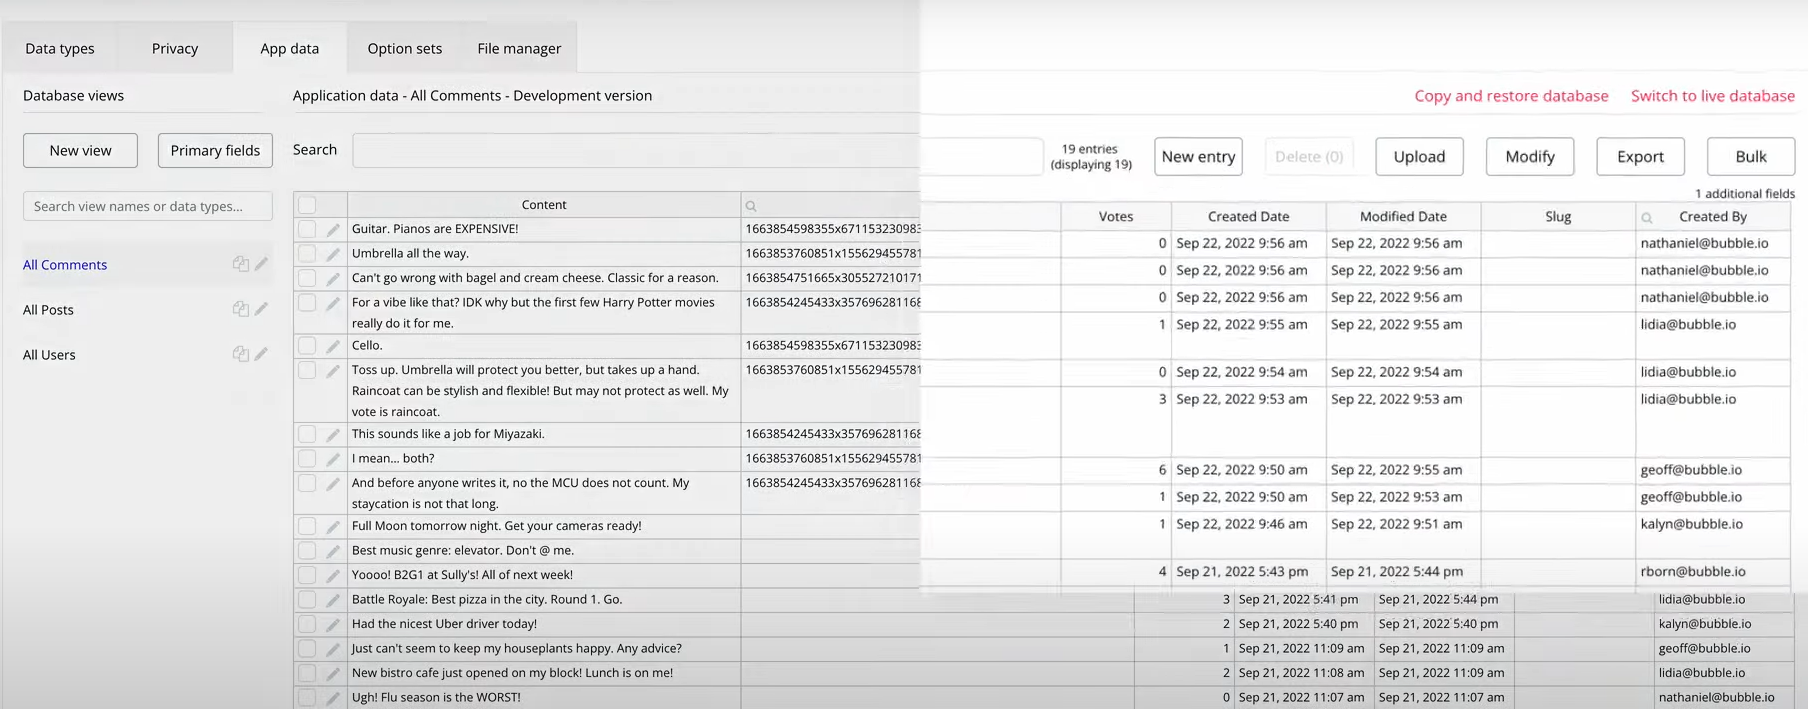 Data types Privacy App data Option sets File manager
Database views
Application data - All Comments - Development version
Copy and restore database Switch to live database
New view Primary fields
Search
19 entries
(displaying 19)
New entry Delete (0) Upload Modify Export Bulk
1 additional fields
Search view names or data types...
All Comments
All Posts
All Users
Content
Guitar. Pianos are EXPENSIVE! 1663854598355x671153230983
Umbrella all the way. 1663853760851x155629455781
Can't go wrong with bagel and cream cheese. Classic for a reason. 1663854751665x305527210171
For a vibe like that? IDK why but the first few Harry Potter movies 1663854245433x357696281168
really do it for me.
Cello. 1663854598355x671153230983
Toss up. Umbrella will protect you better, but takes up a hand. 1663853760851x155629455781
Raincoat can be stylish and flexible! But may not protect as well. My
vote is raincoat.
This sounds like a job for Miyazaki. 1663854245433x357696281168
I mean... both? 1663853760851x155629455781
And before anyone writes it, no the MCU does not count. My 1663854245433x357696281168
staycation is not that long.
Full Moon tomorrow night. Get your cameras ready!
Best music genre: elevator. Don't @ me.
Yoooo! B2G1 at Sully's! All of next week!
Votes Created Date Modified Date Slug Created By
0 Sep 22, 2022 9:56 am Sep 22, 2022 9:56 am nathaniel@bubble.io
0 Sep 22, 2022 9:56 am Sep 22, 2022 9:56 am nathaniel@bubble.io
0 Sep 22, 2022 9:56 am Sep 22, 2022 9:56 am nathaniel@bubble.io
1 Sep 22, 2022 9:55 am Sep 22, 2022 9:55 am lidia@bubble.io
0 Sep 22, 2022 9:54 am Sep 22, 2022 9:54 am lidia@bubble.io
3 Sep 22, 2022 9:53 am Sep 22, 2022 9:53 am lidia@bubble.io
6 Sep 22, 2022 9:50 am Sep 22, 2022 9:55 am geoff@bubble.io
1 Sep 22, 2022 9:50 am Sep 22, 2022 9:53 am geoff@bubble.io
1 Sep 22, 2022 9:46 am Sep 22, 2022 9:51 am kalyn@bubble.io
4 Sep 21, 2022 5:43 pm Sep 21, 2022 5:44 pm rborn@bubble.io
Battle Royale: Best pizza in the city. Round 1. Go. 3 Sep 21, 2022 5:41 pm Sep 21, 2022 5:44 pm lidia@bubble.io
Had the nicest Uber driver today! 2 Sep 21, 2022 5:40 pm Sep 21, 2022 5:40 pm kalyn@bubble.io
Just can't seem to keep my houseplants happy. Any advice? 1 Sep 21, 2022 11:09 am Sep 21, 2022 11:09 am geoff@bubble.io
New bistro cafe just opened on my block! Lunch is on me! 2 Sep 21, 2022 11:08 am Sep 21, 2022 11:09 am lidia@bubble.io
Ugh! Flu season is the WORST! 0 Sep 21, 2022 11:07 am Sep 21, 2022 11:07 am nathaniel@bubble.io